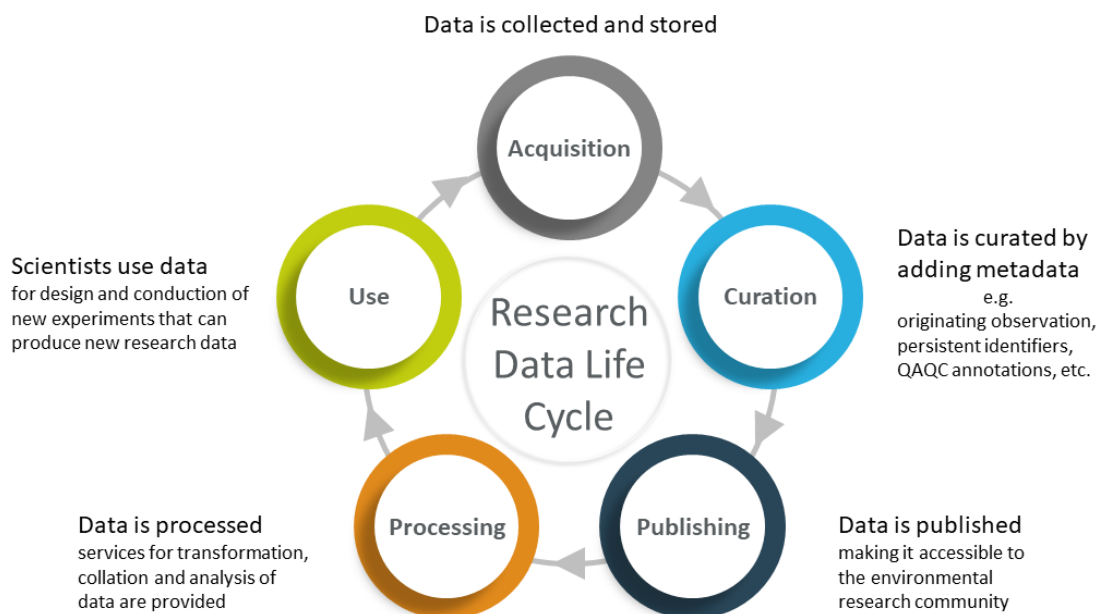 Data is collected and stored
Acquisition
Data is curated by
adding metadata
e.g.
originating observation,
persistent identifiers,
QAQC annotations, etc.
Curation
Scientists use data
for design and conduction of
new experiments that can
produce new research data
Use
Research
Data Life
Cycle
Processing
Data is processed
services for transformation,
collation and analysis of
data are provided
Publishing
Data is published
making it accessible to
the environmental
research community